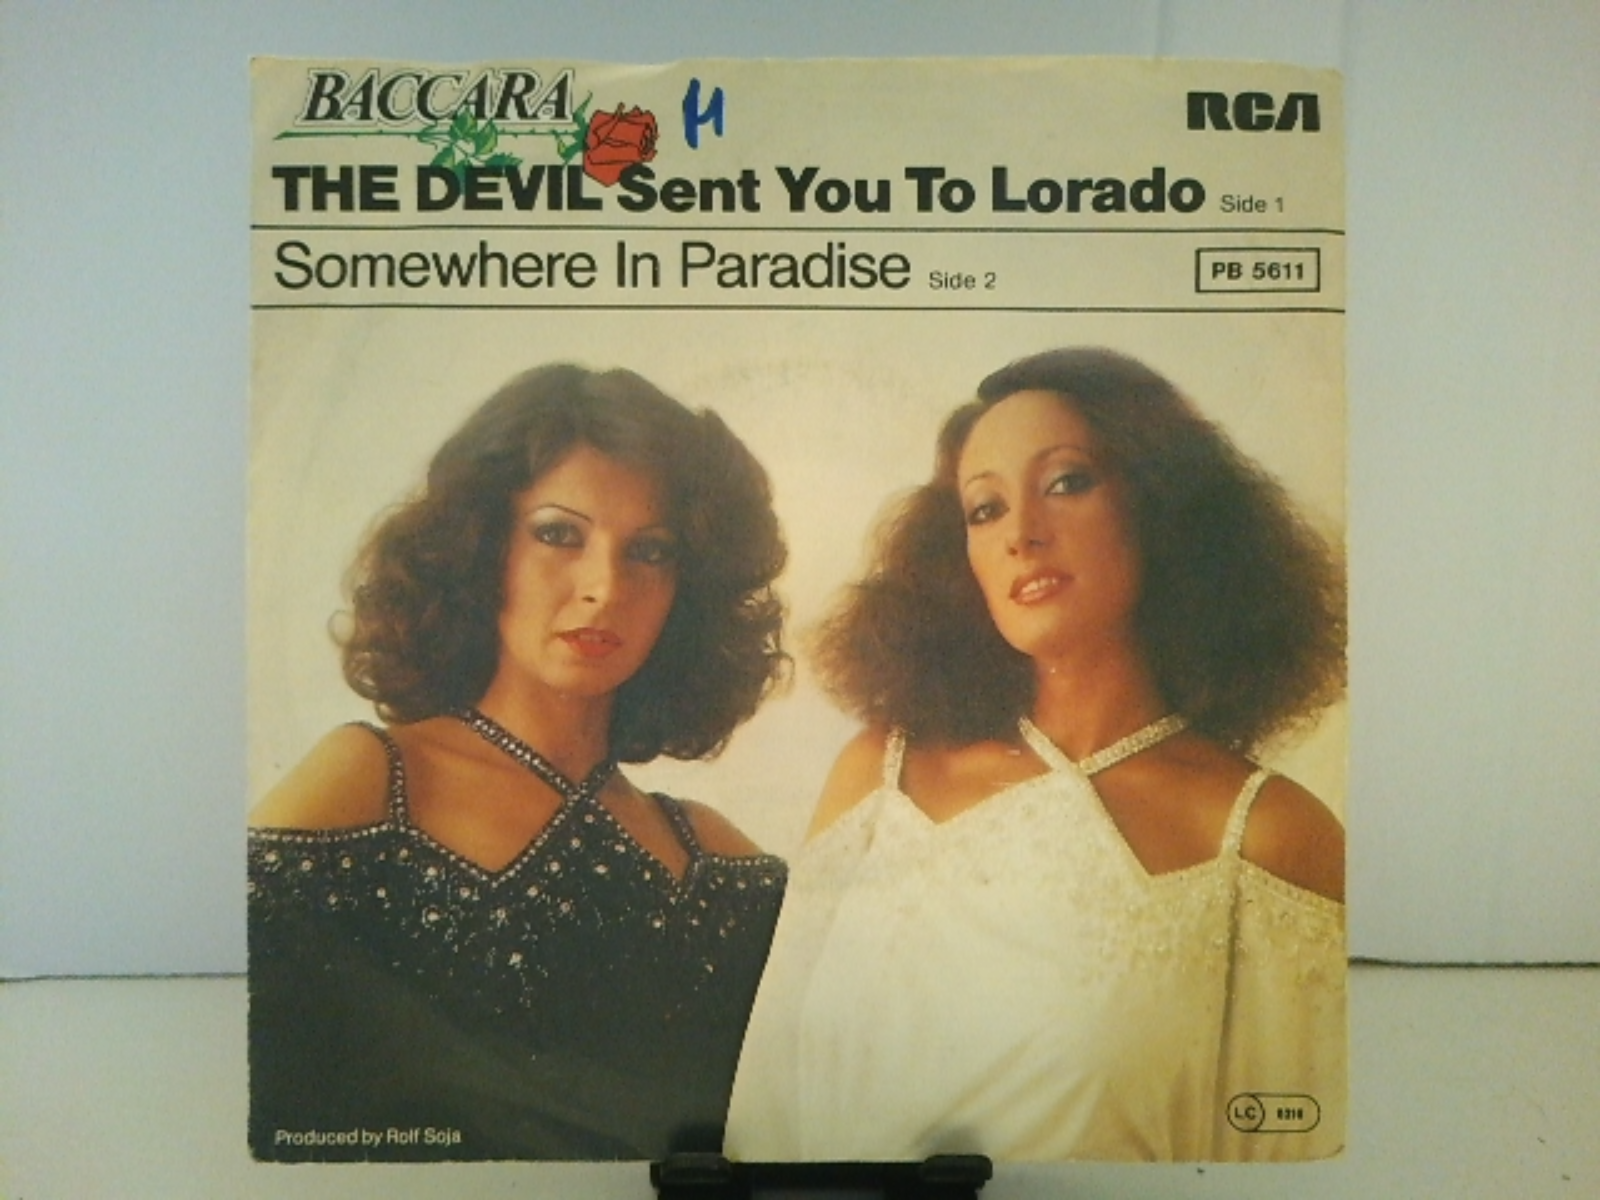 BACCARA H RCA
THE DEVIL Sent You To Lorado Side 1
Somewhere In Paradise Side 2 PB 5611
LC
Produced by Rolf Soja